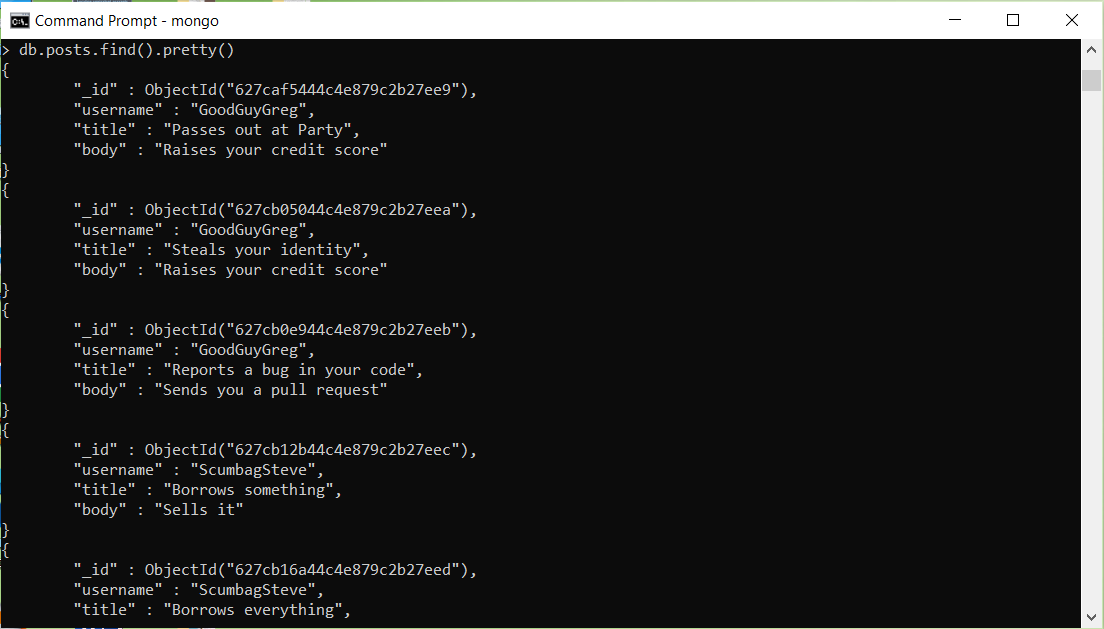 Command Prompt - mongo
> db.posts.find().pretty()
{
"_id" : ObjectId("627caf5444c4e879c2b27ee9"),
"username" : "GoodGuyGreg",
"title" : "Passes out at Party",
"body" : "Raises your credit score"
}
{
"_id" : ObjectId("627cb05044c4e879c2b27eea"),
"username" : "GoodGuyGreg",
"title" : "Steals your identity",
"body" : "Raises your credit score"
}
{
"_id" : ObjectId("627cb0e944c4e879c2b27eeb"),
"username" : "GoodGuyGreg",
"title" : "Reports a bug in your code",
"body" : "Sends you a pull request"
}
{
"_id" : ObjectId("627cb12b44c4e879c2b27eec"),
"username" : "ScumbagSteve",
"title" : "Borrows something",
"body" : "Sells it"
}
{
"_id" : ObjectId("627cb16a44c4e879c2b27eed"),
"username" : "ScumbagSteve",
"title" : "Borrows everything",